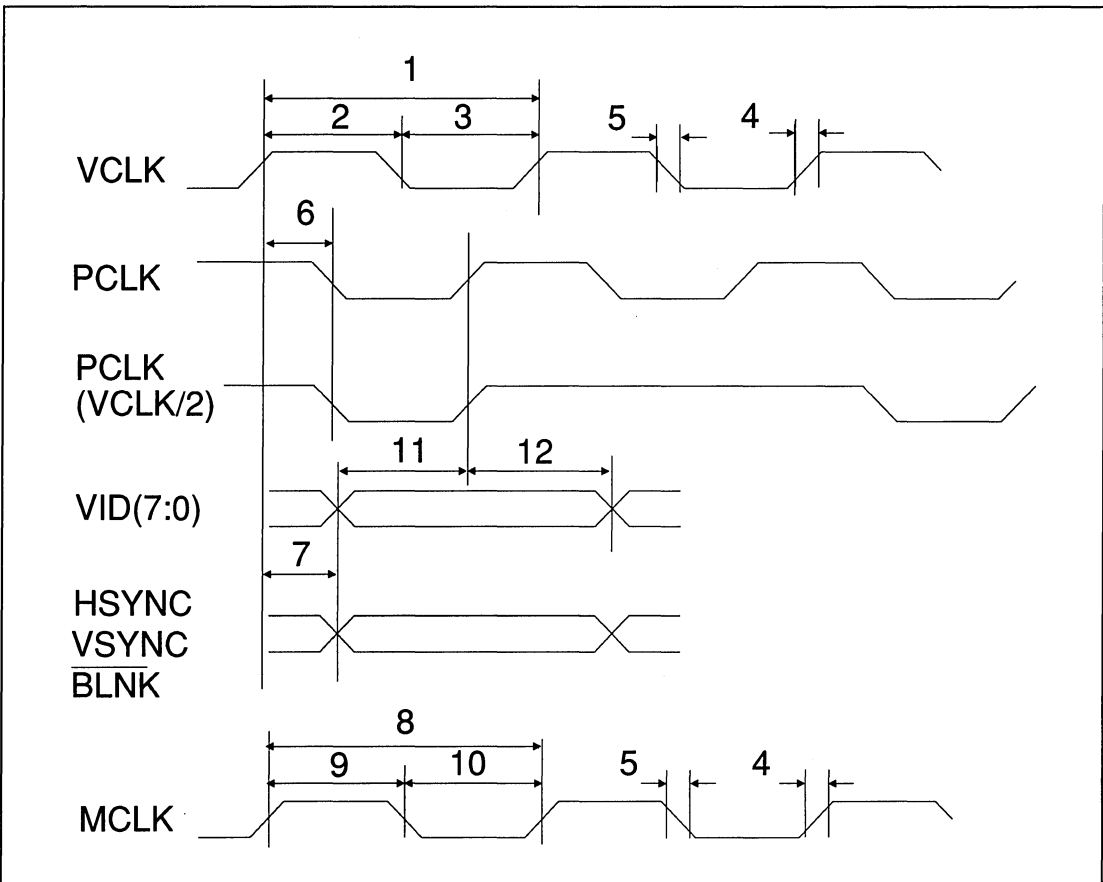 1
2 3 5 4
VCLK
6
PCLK
PCLK
(VCLK/2)
11 12
VID(7:0)
7
HSYNC
VSYNC
BLNK
8
9 10 5 4
MCLK